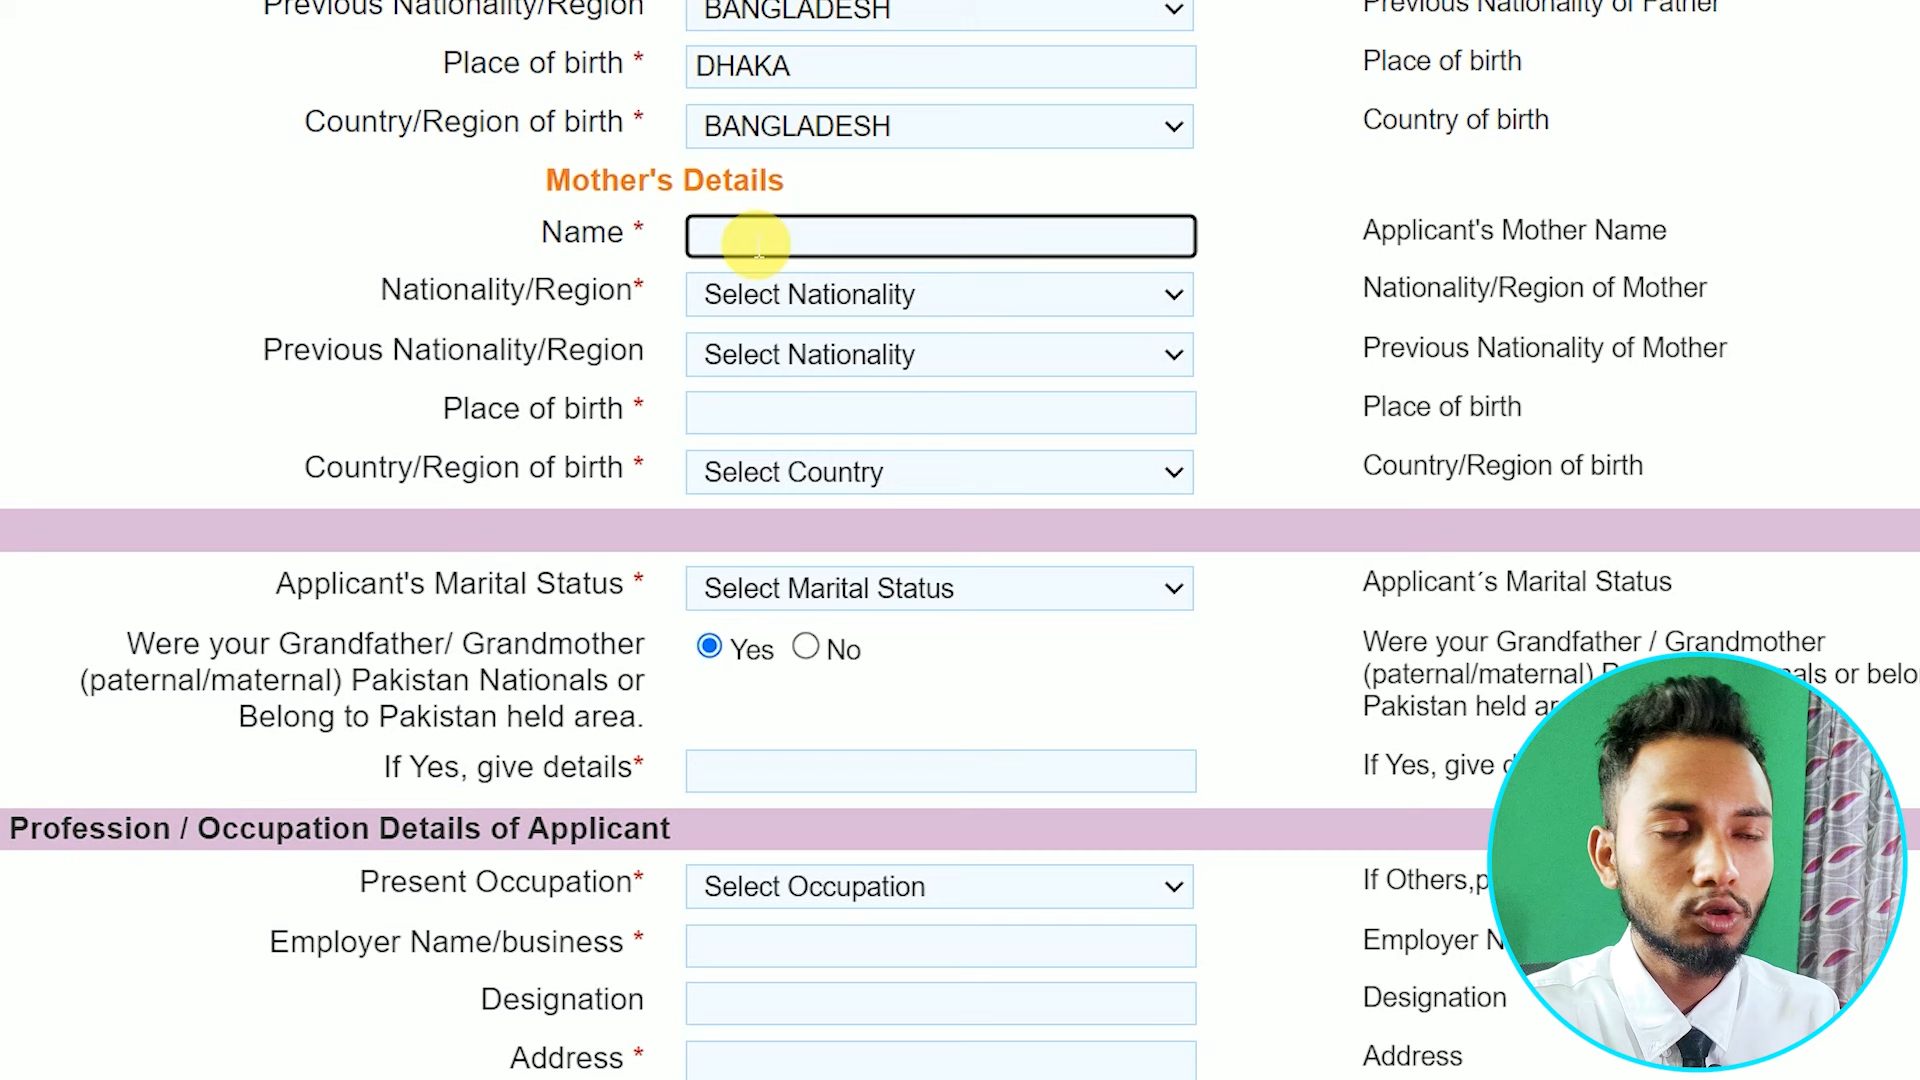 Previous Nationality/Region BANGLADESH Previous Nationality of Father
Place of birth * DHAKA Place of birth
Country/Region of birth * BANGLADESH Country of birth
Mother's Details
Name * Applicant's Mother Name
Nationality/Region* Select Nationality Nationality/Region of Mother
Previous Nationality/Region Select Nationality Previous Nationality of Mother
Place of birth * Place of birth
Country/Region of birth * Select Country Country/Region of birth
Applicant's Marital Status * Select Marital Status Applicant´s Marital Status
Were your Grandfather/ Grandmother Yes No Were your Grandfather / Grandmother
(paternal/maternal) Pakistan Nationals or (paternal/maternal) or
Belong to Pakistan held area. Pakistan held
If Yes, give details* If Yes, give
Profession / Occupation Details of Applicant
Present Occupation* Select Occupation If Others,
Employer Name/business * Employer
Designation Designation
Address * Address